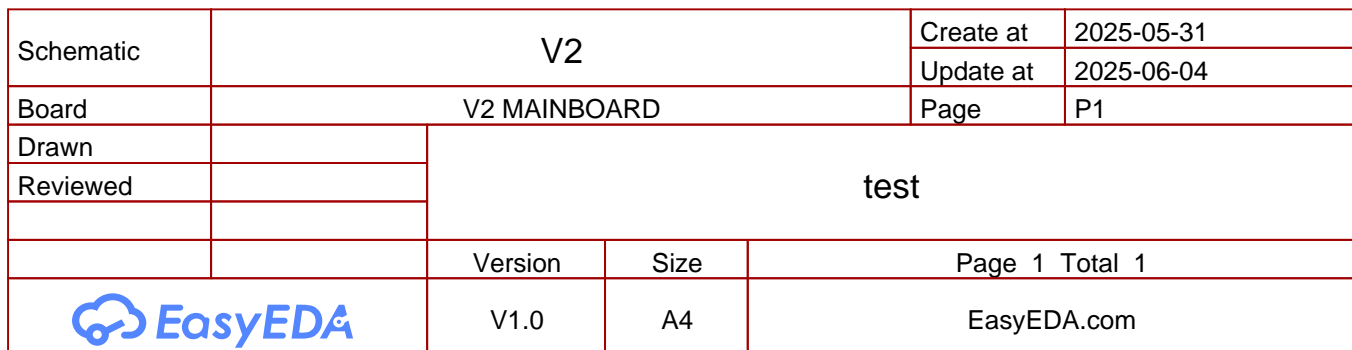 Schematic V2 Create at 2025-05-31
Update at 2025-06-04
Board V2 MAINBOARD Page P1
Drawn
Reviewed test
Version Size Page 1 Total 1
EasyEDA V1.0 A4 EasyEDA.com